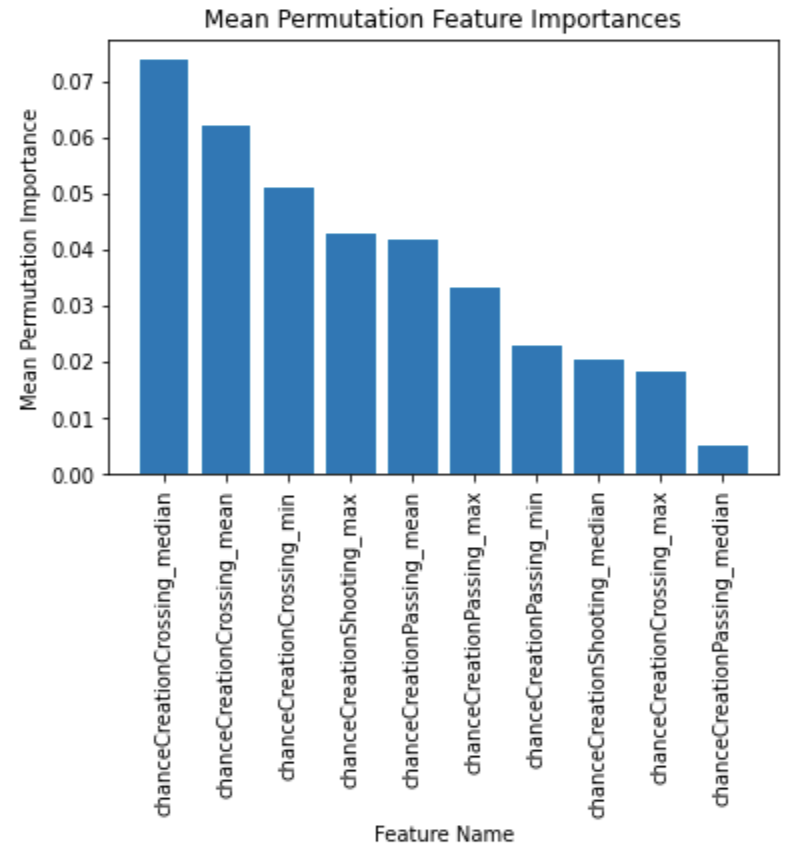 Mean Permutation Feature Importances
Mean Permutation Importance
0.07
0.06
0.05
0.04
0.03
0.02
0.01
0.00
chanceCreationCrossing_median
chanceCreationCrossing_mean
chanceCreationCrossing_min
chanceCreationShooting_max
chanceCreationPassing_mean
chanceCreationPassing_max
chanceCreationPassing_min
chanceCreationShooting_median
chanceCreationCrossing_max
chanceCreationPassing_median
Feature Name